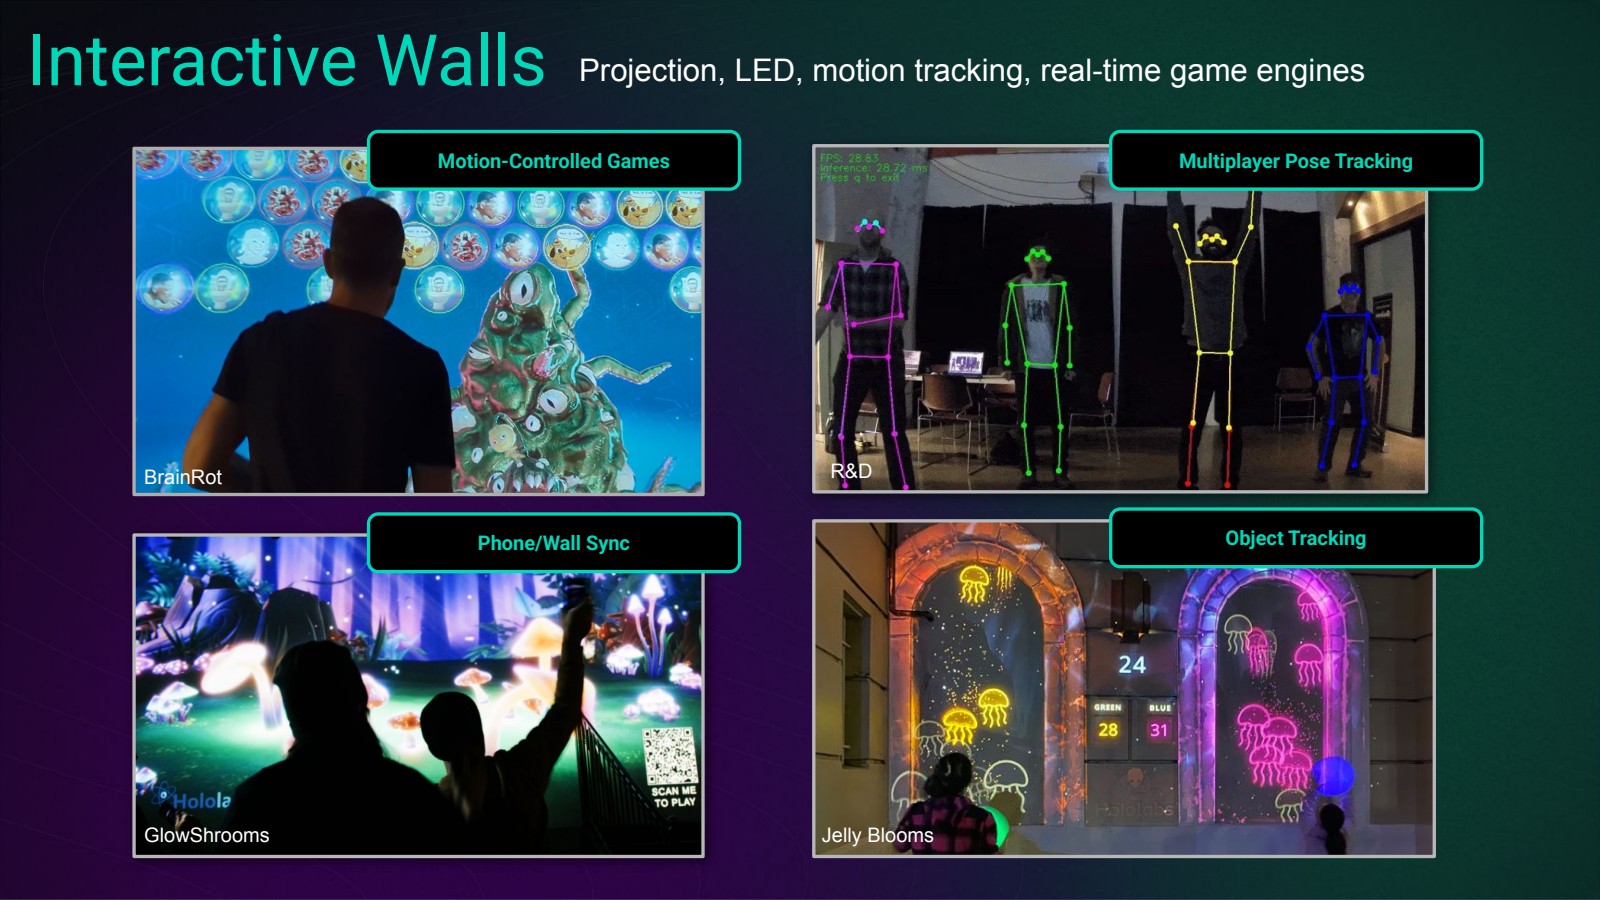 Interactive Walls
Projection, LED, motion tracking, real-time game engines
Motion-Controlled Games
BrainRot
Multiplayer Pose Tracking
FPS: 28.83
Inference: 28.72 ms
Press q to exit
R&D
Phone/Wall Sync
SCAN ME
TO PLAY
Holola
GlowShrooms
Object Tracking
24
GREEN
BLUE
28
31
Hololabs
Jelly Blooms